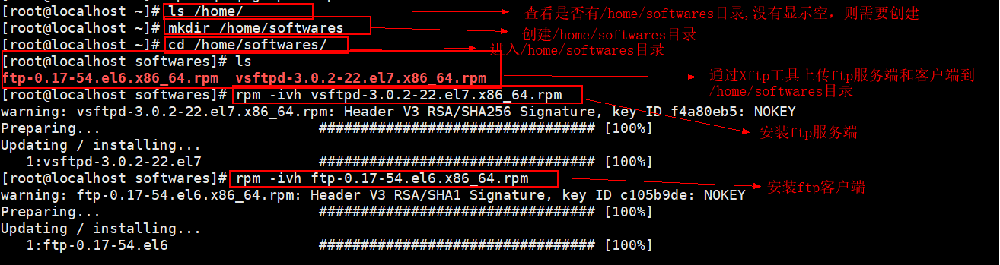 [root@localhost ~]# ls /home/ 查看是否有/home/softwares目录,没有显示空，则需要创建
[root@localhost ~]# mkdir /home/softwares 创建/home/softwares目录
[root@localhost ~]# cd /home/softwares/ 进入/home/softwares目录
[root@localhost softwares]# ls
ftp-0.17-54.el6.x86_64.rpm vsftpd-3.0.2-22.el7.x86_64.rpm 通过Xftp工具上传ftp服务端和客户端到
/home/softwares目录
[root@localhost softwares]# rpm -ivh vsftpd-3.0.2-22.el7.x86_64.rpm
warning: vsftpd-3.0.2-22.el7.x86_64.rpm: Header V3 RSA/SHA256 Signature, key ID f4a80eb5: NOKEY
Preparing... ################################# [100%] 安装ftp服务端
Updating / installing...
1:vsftpd-3.0.2-22.el7 ################################# [100%]
[root@localhost softwares]# rpm -ivh ftp-0.17-54.el6.x86_64.rpm 安装ftp客户端
warning: ftp-0.17-54.el6.x86_64.rpm: Header V3 RSA/SHA1 Signature, key ID c105b9de: NOKEY
Preparing... ################################# [100%]
Updating / installing...
1:ftp-0.17-54.el6 ################################# [100%]